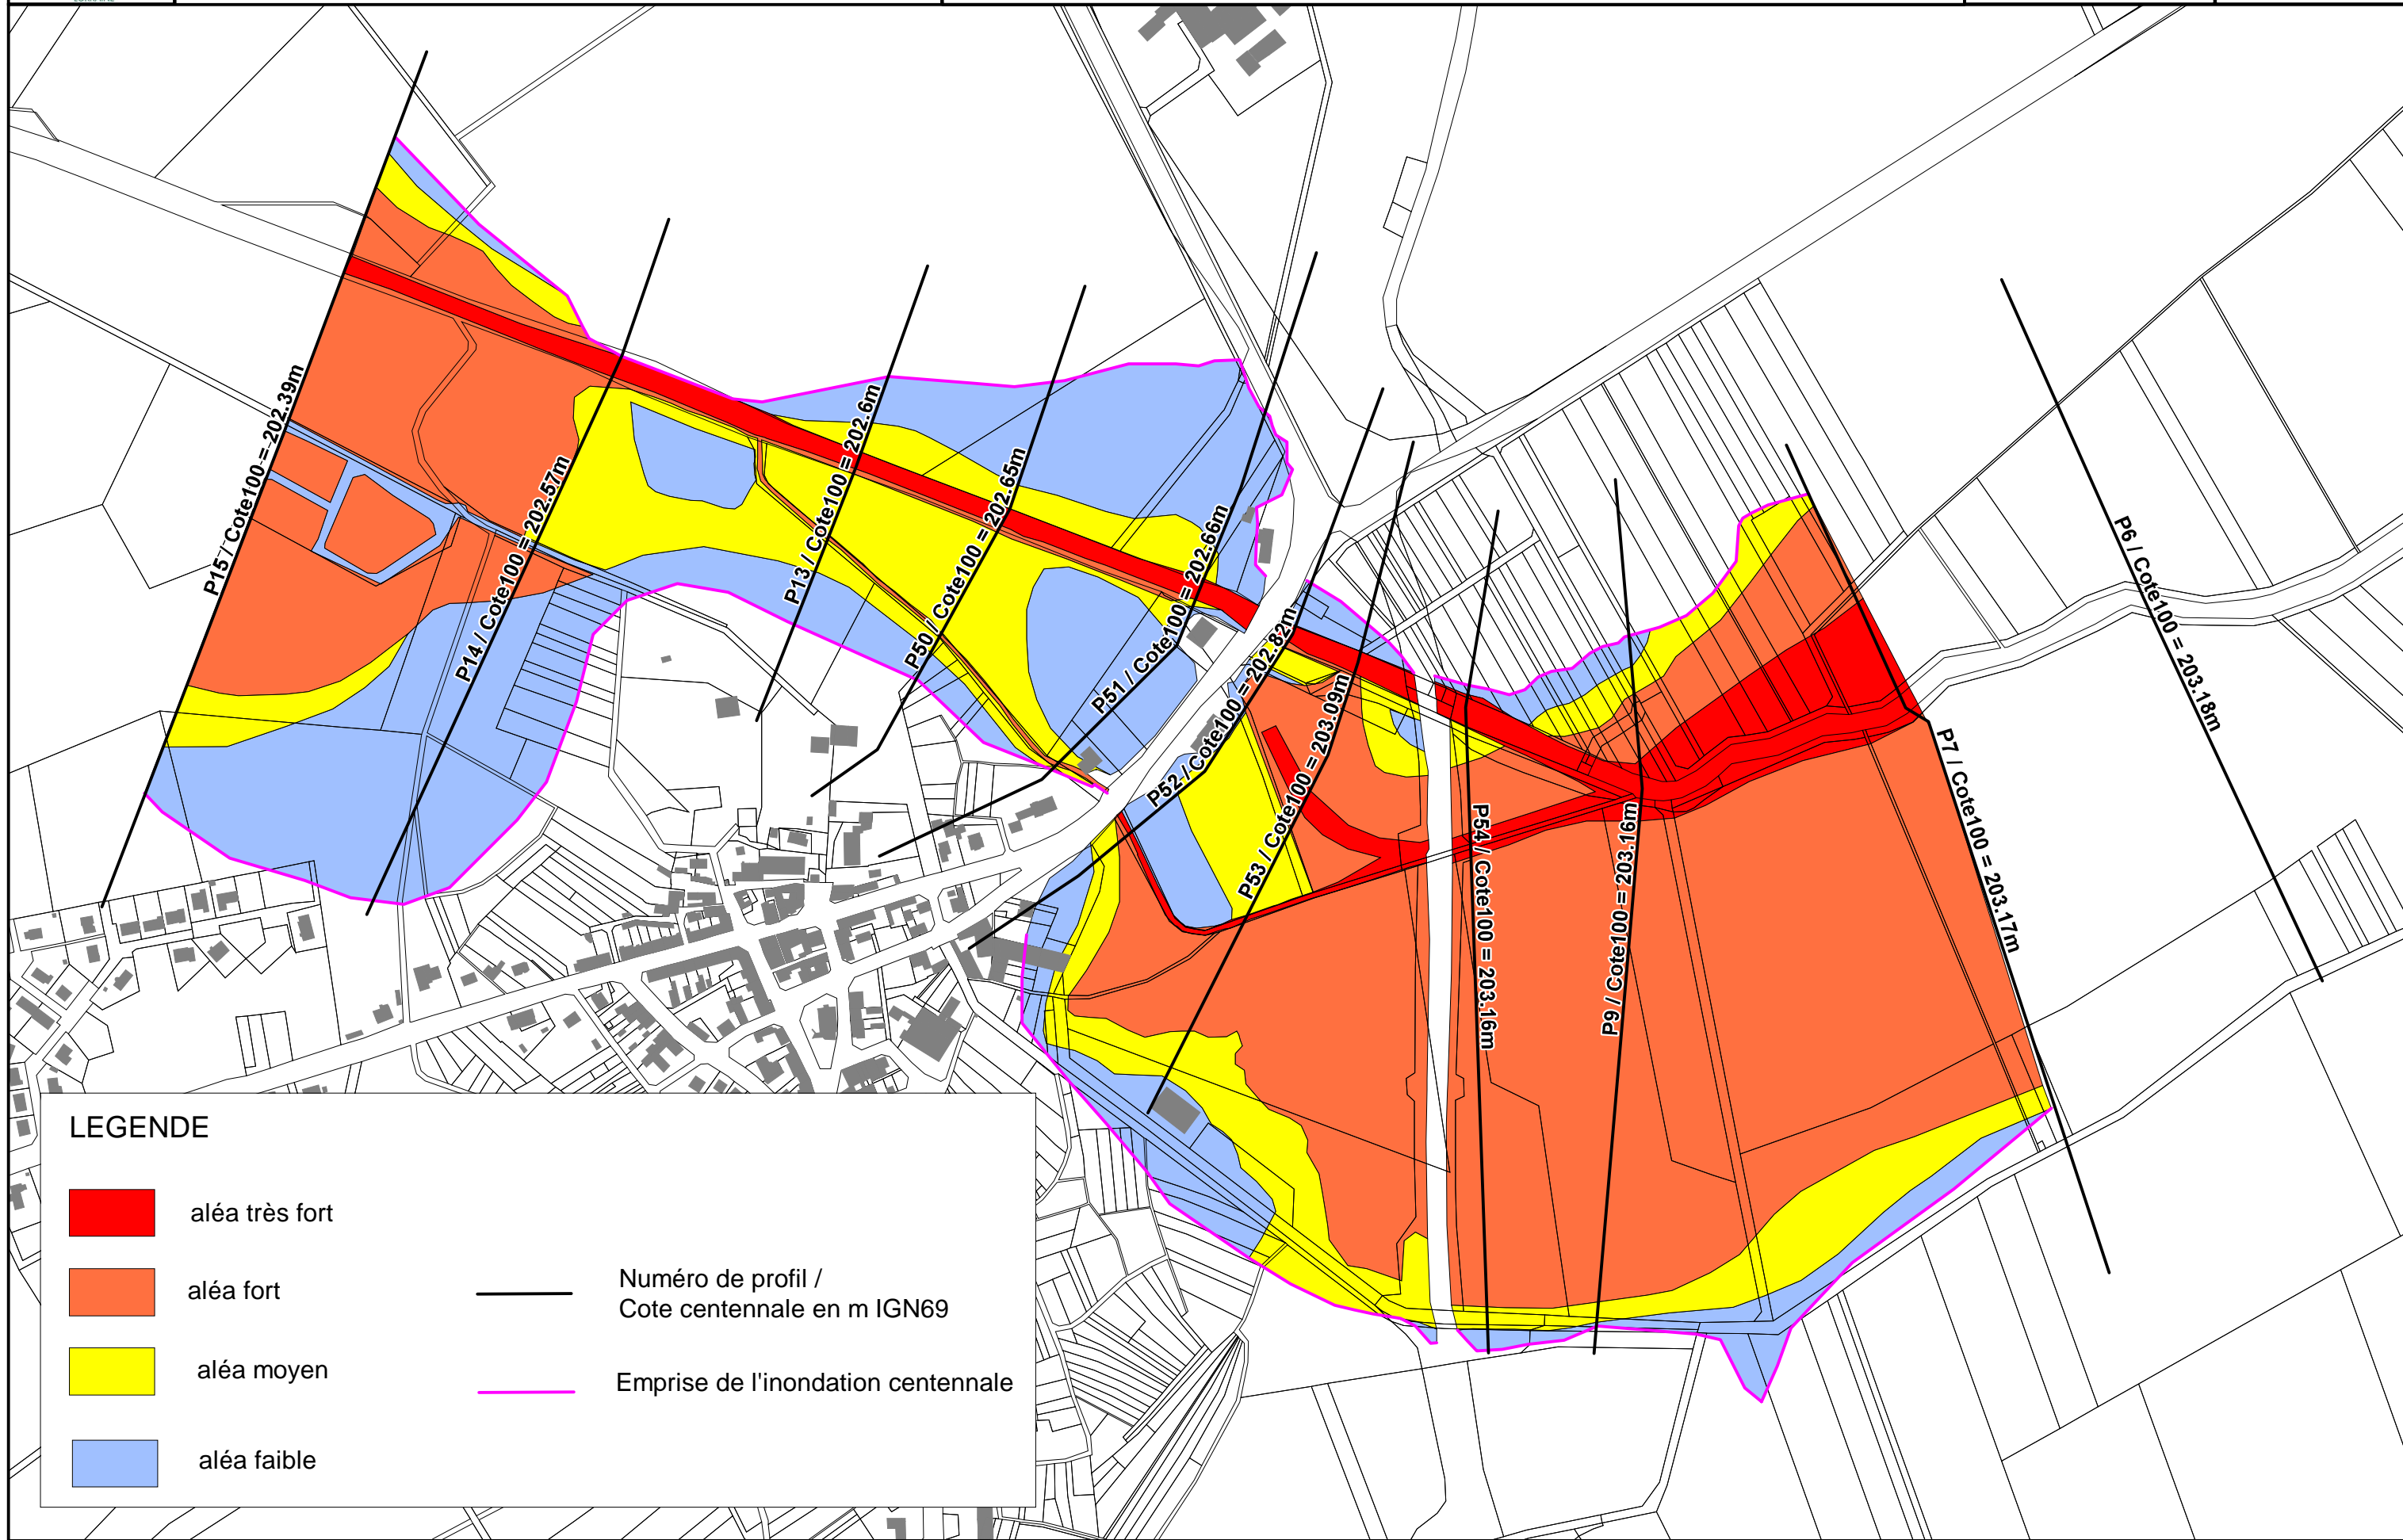 P15 / Cote100 = 202.39m
P14 / Cote100 = 202.57m
P13 / Cote100 = 202.6m
P50 / Cote100 = 202.65m
P51 / Cote100 = 202.66m
P52 / Cote100 = 202.82m
P53 / Cote100 = 203.09m
P54 / Cote100 = 203.16m
P9 / Cote100 = 203.16m
P7 / Cote100 = 203.17m
P6 / Cote100 = 203.18m
LEGENDE
aléa très fort
aléa fort
aléa moyen
aléa faible
Numéro de profil /
Cote centennale en m IGN69
Emprise de l'inondation centennale